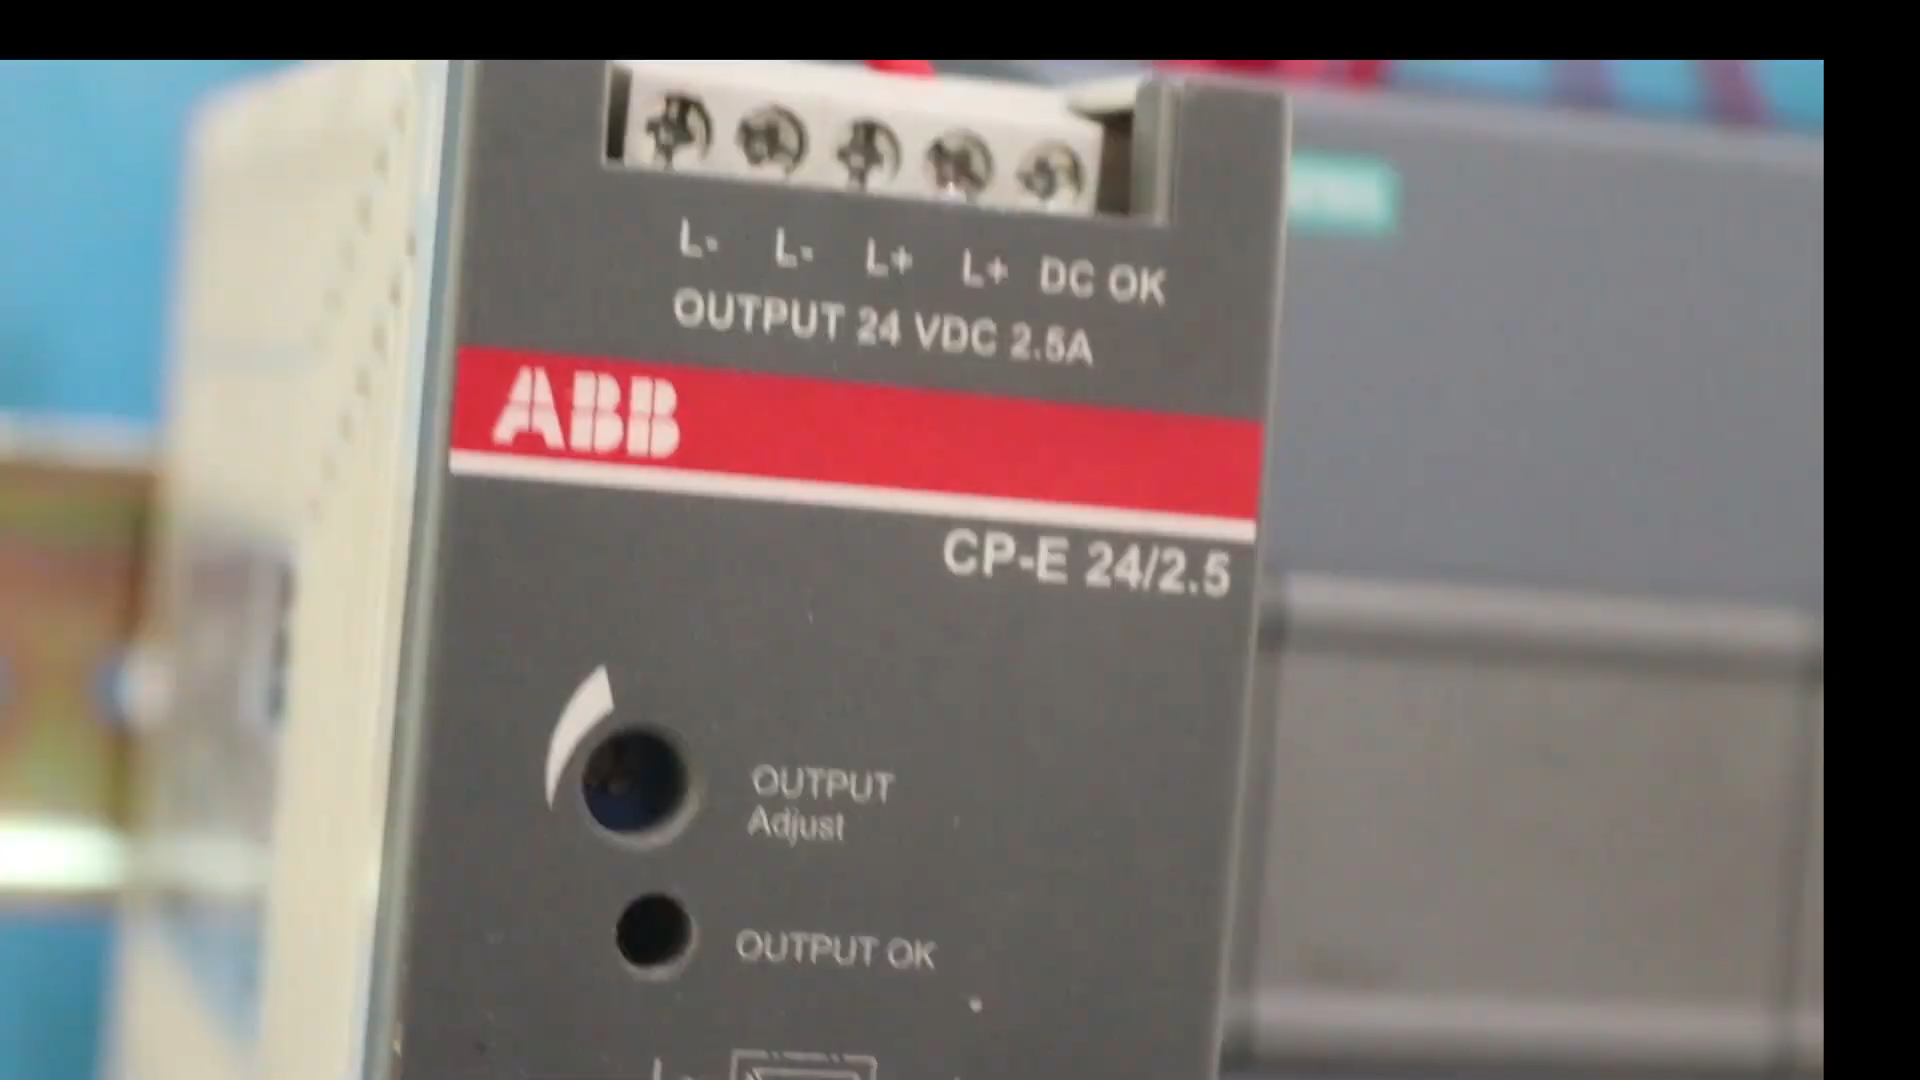 L- L- L+ L+ DC OK
OUTPUT 24 VDC 2.5A
ABB
CP-E 24/2.5
OUTPUT
Adjust
OUTPUT OK